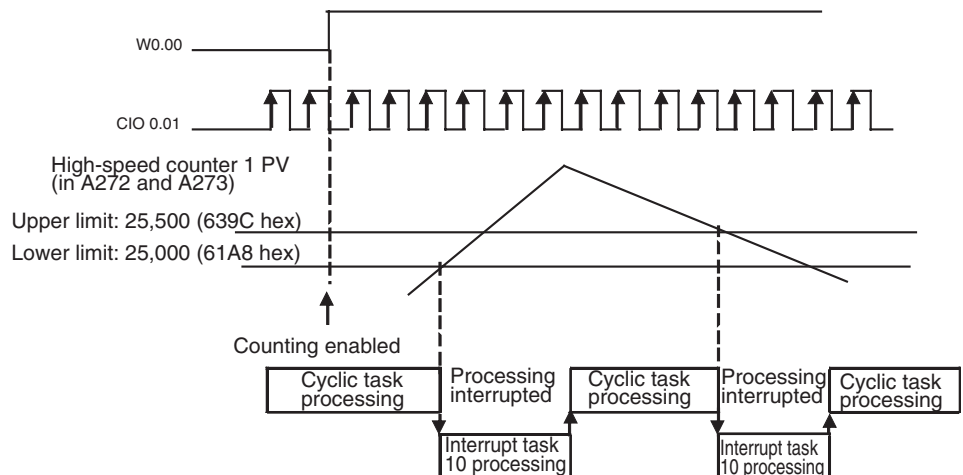 W0.00
CIO 0.01
High-speed counter 1 PV
(in A272 and A273)
Upper limit: 25,500 (639C hex)
Lower limit: 25,000 (61A8 hex)
Counting enabled
Cyclic task
processing
Processing
interrupted
Cyclic task
processing
Processing
interrupted
Cyclic task
processing
Interrupt task
10 processing
Interrupt task
10 processing